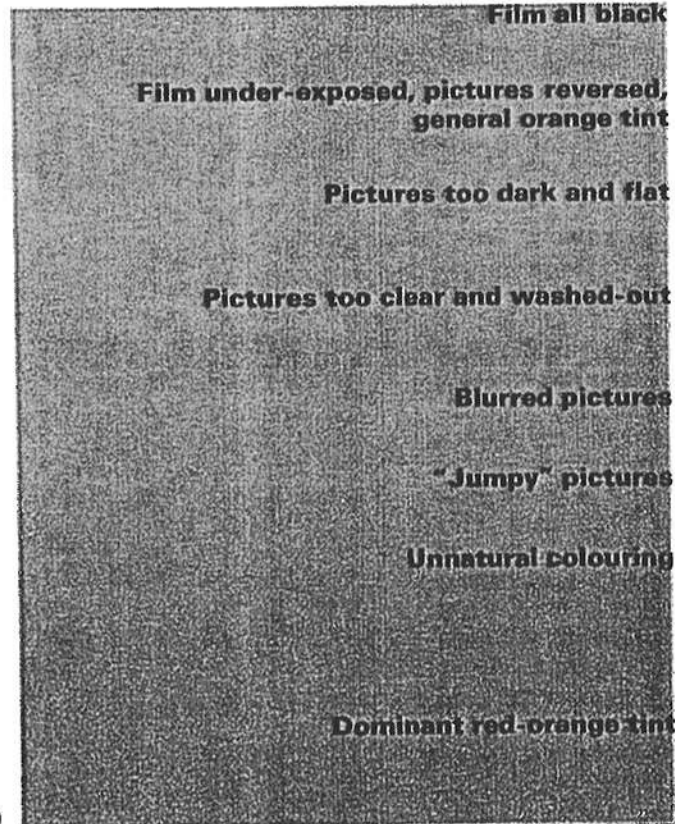 Film all black
Film under-exposed, pictures reversed,
general orange tint
Pictures too dark and flat
Pictures too clear and washed-out
Blurred pictures
"Jumpy" pictures
Unnatural colouring
Dominant red-orange tint